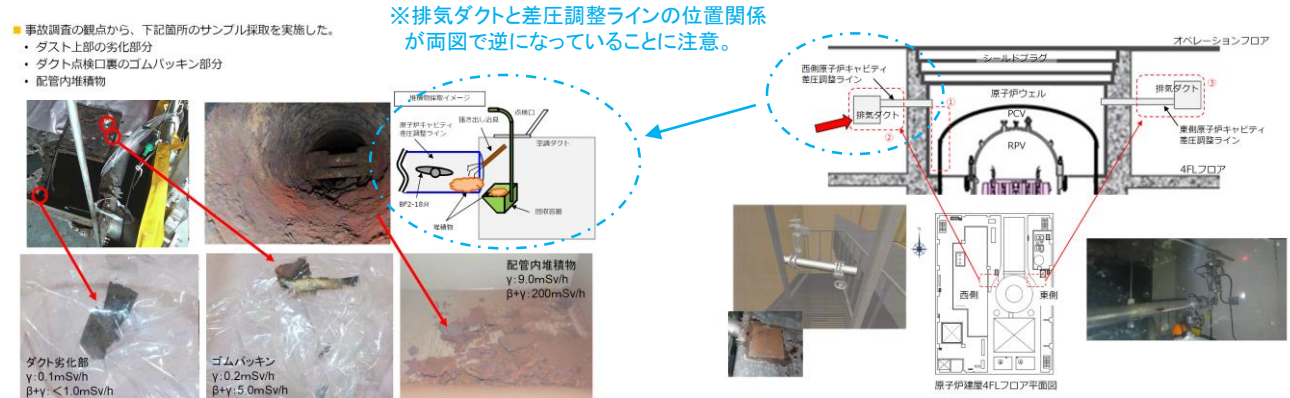 ※排気ダクトと差圧調整ラインの位置関係
が両図で逆になっていることに注意。
■ 事故調査の観点から、下記箇所のサンプル採取を実施した。
• ダスト上部の劣化部分
• ダクト点検口裏のゴムパッキン部分
• 配管内堆積物
堆積物採取イメージ
点検口
掻き出し治具
原子炉キャビティ
差圧調整ライン
空調ダクト
BF2-18分
回収容器
堆積物
ダクト劣化部
γ:0.1mSv/h
β+γ:<1.0mSv/h
ゴムパッキン
γ:0.2mSv/h
β+γ:5.0mSv/h
配管内堆積物
γ:9.0mSv/h
β+γ:200mSv/h
オペレーションフロア
シールドプラグ
西側原子炉キャビティ
差圧調整ライン
原子炉ウェル
排気ダクト
③
①
排気ダクト
②
PCV
RPV
東側原子炉キャビティ
差圧調整ライン
4FLフロア
西側
東側
原子炉建屋4FLフロア平面図